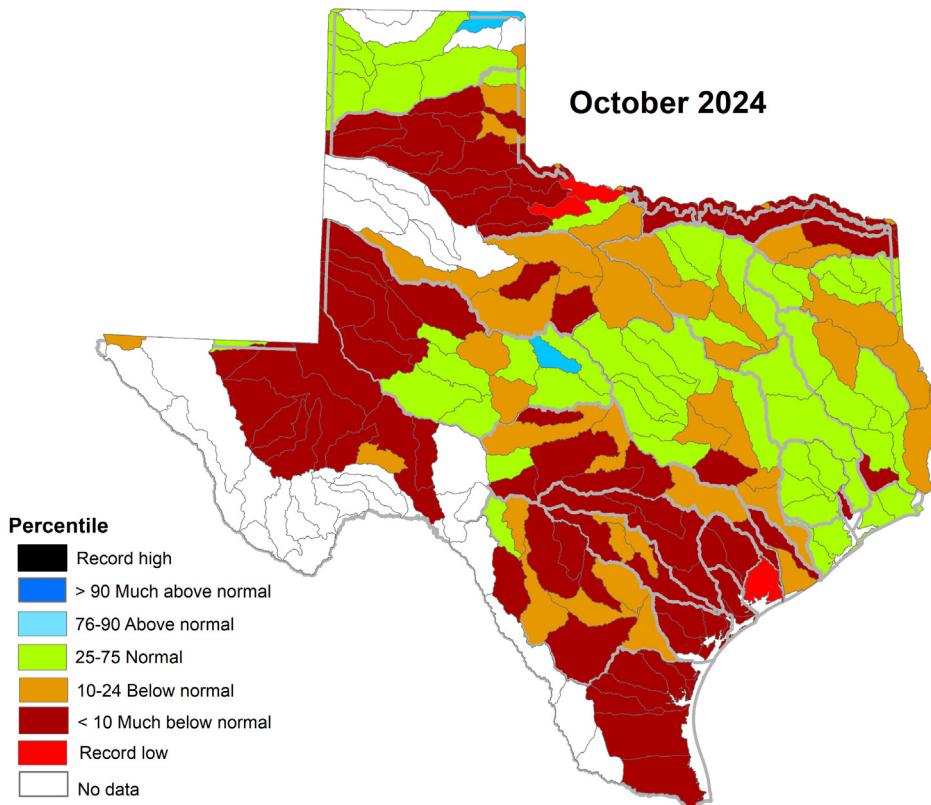 October 2024
Percentile
Record high
> 90 Much above normal
76-90 Above normal
25-75 Normal
10-24 Below normal
< 10 Much below normal
Record low
No data